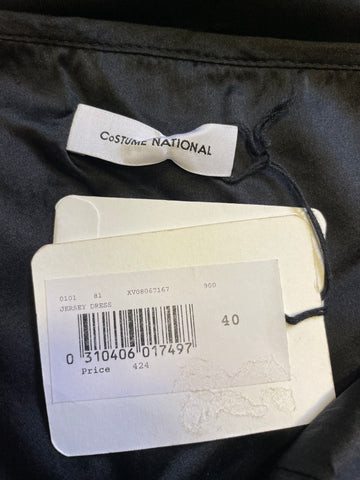 CoSTUME NATIONAL
0101 81 XV08067167 900
JERSEY DRESS
40
0 310406 017497
Price 424